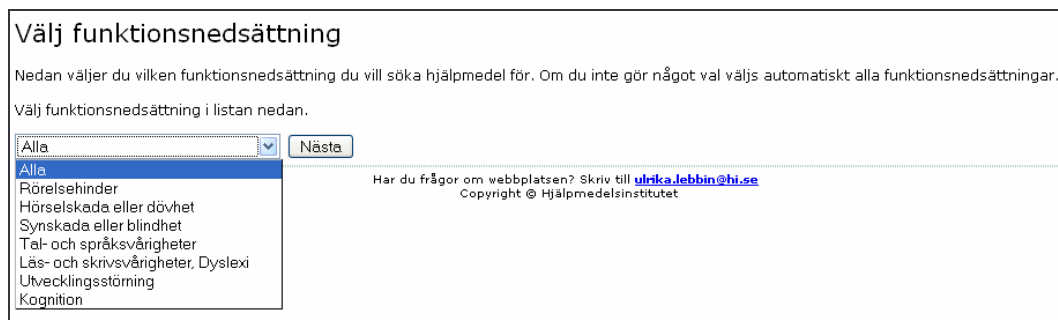 Välj funktionsnedsättning
Nedan väljer du vilken funktionsnedsättning du vill söka hjälpmedel för. Om du inte gör något val väljs automatiskt alla funktionsnedsättningar.
Välj funktionsnedsättning i listan nedan.
Alla Nästa
Alla
Rörelsehinder
Hörselskada eller dövhet
Synskada eller blindhet
Tal- och språksvårigheter
Läs- och skrivsvårigheter, Dyslexi
Utvecklingsstörning
Kognition
Har du frågor om webbplatsen? Skriv till ulrika.lebbin@hi.se
Copyright © Hjälpmedelsinstitutet